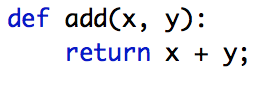 def add(x, y):
    return x + y;